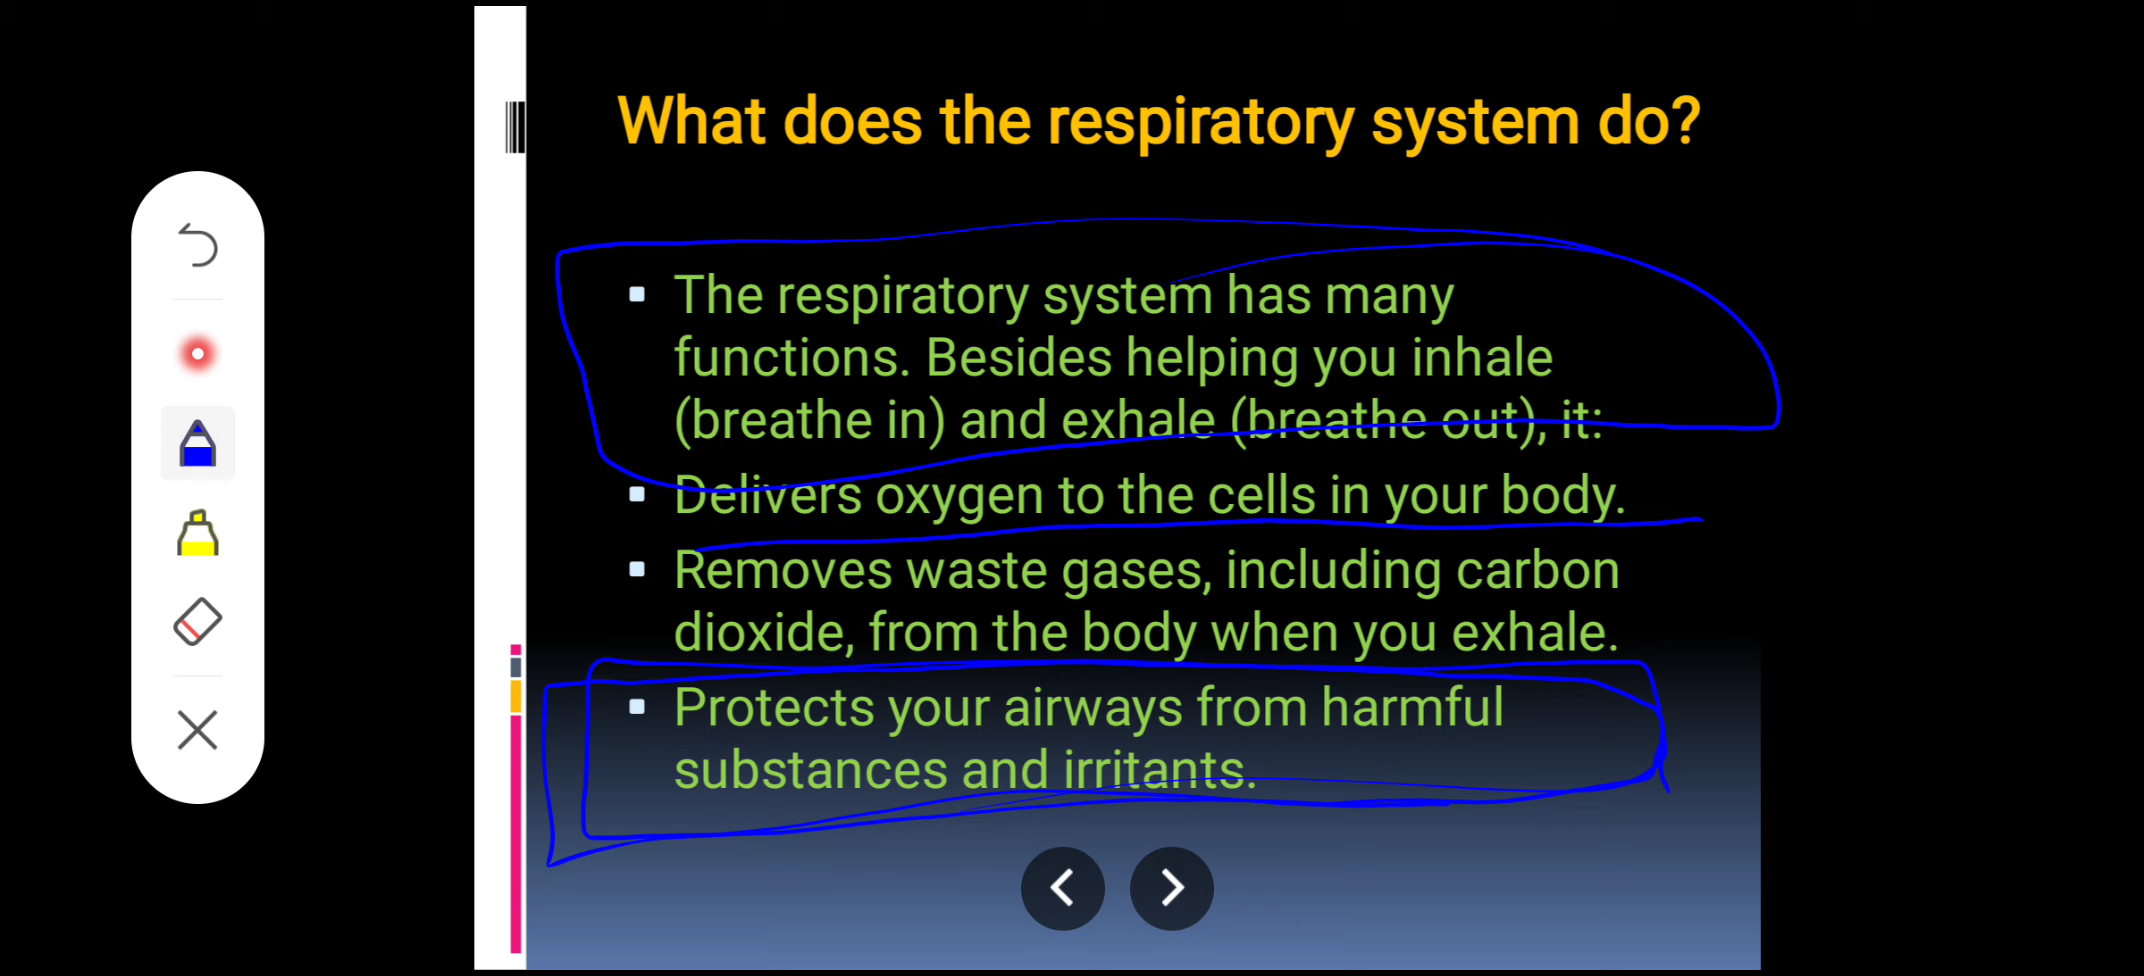 What does the respiratory system do?
The respiratory system has many
functions. Besides helping you inhale
(breathe in) and exhale (breathe out), it:
Delivers oxygen to the cells in your body.
Removes waste gases, including carbon
dioxide, from the body when you exhale.
Protects your airways from harmful
substances and irritants.